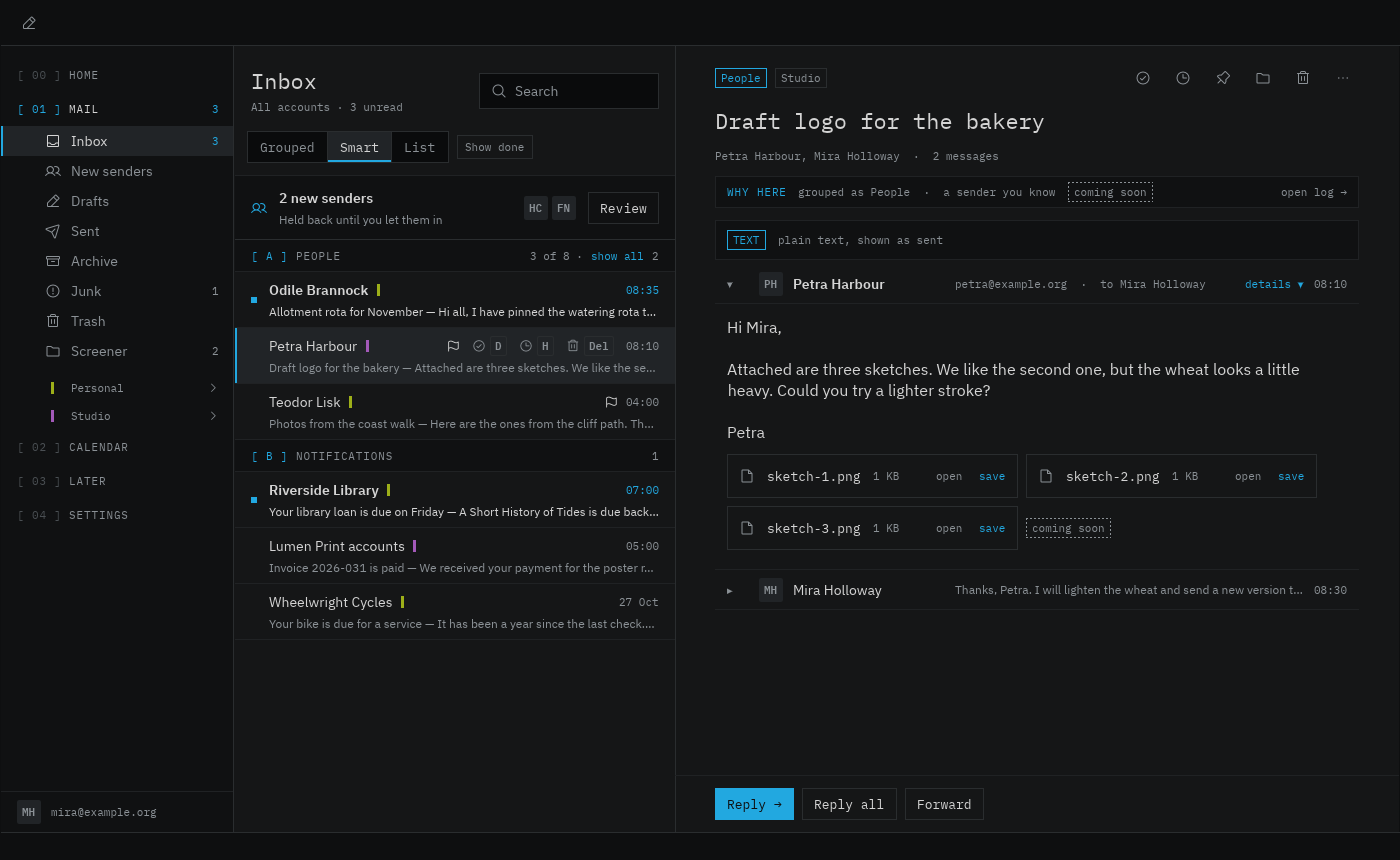 [ 00 ] HOME
[ 01 ] MAIL 3
Inbox 3
New senders
Drafts
Sent
Archive
Junk 1
Trash
Screener 2
Personal
Studio
[ 02 ] CALENDAR
[ 03 ] LATER
[ 04 ] SETTINGS
MH mira@example.org
Inbox
All accounts · 3 unread
Search
Grouped Smart List Show done
2 new senders
Held back until you let them in
HC FN Review
[ A ] PEOPLE 3 of 8 · show all 2
Odile Brannock 08:35
Allotment rota for November — Hi all, I have pinned the watering rota t…
Petra Harbour D H Del 08:10
Draft logo for the bakery — Attached are three sketches. We like the se…
Teodor Lisk 04:00
Photos from the coast walk — Here are the ones from the cliff path. Th…
[ B ] NOTIFICATIONS 1
Riverside Library 07:00
Your library loan is due on Friday — A Short History of Tides is due back…
Lumen Print accounts 05:00
Invoice 2026-031 is paid — We received your payment for the poster r…
Wheelwright Cycles 27 Oct
Your bike is due for a service — It has been a year since the last check.…
People Studio
Draft logo for the bakery
Petra Harbour, Mira Holloway · 2 messages
WHY HERE grouped as People · a sender you know coming soon open log →
TEXT plain text, shown as sent
▾ PH Petra Harbour petra@example.org · to Mira Holloway details ▾ 08:10
Hi Mira,
Attached are three sketches. We like the second one, but the wheat looks a little
heavy. Could you try a lighter stroke?
Petra
sketch-1.png 1 KB open save
sketch-2.png 1 KB open save
sketch-3.png 1 KB open save
coming soon
▸ MH Mira Holloway Thanks, Petra. I will lighten the wheat and send a new version t… 08:30
Reply → Reply all Forward